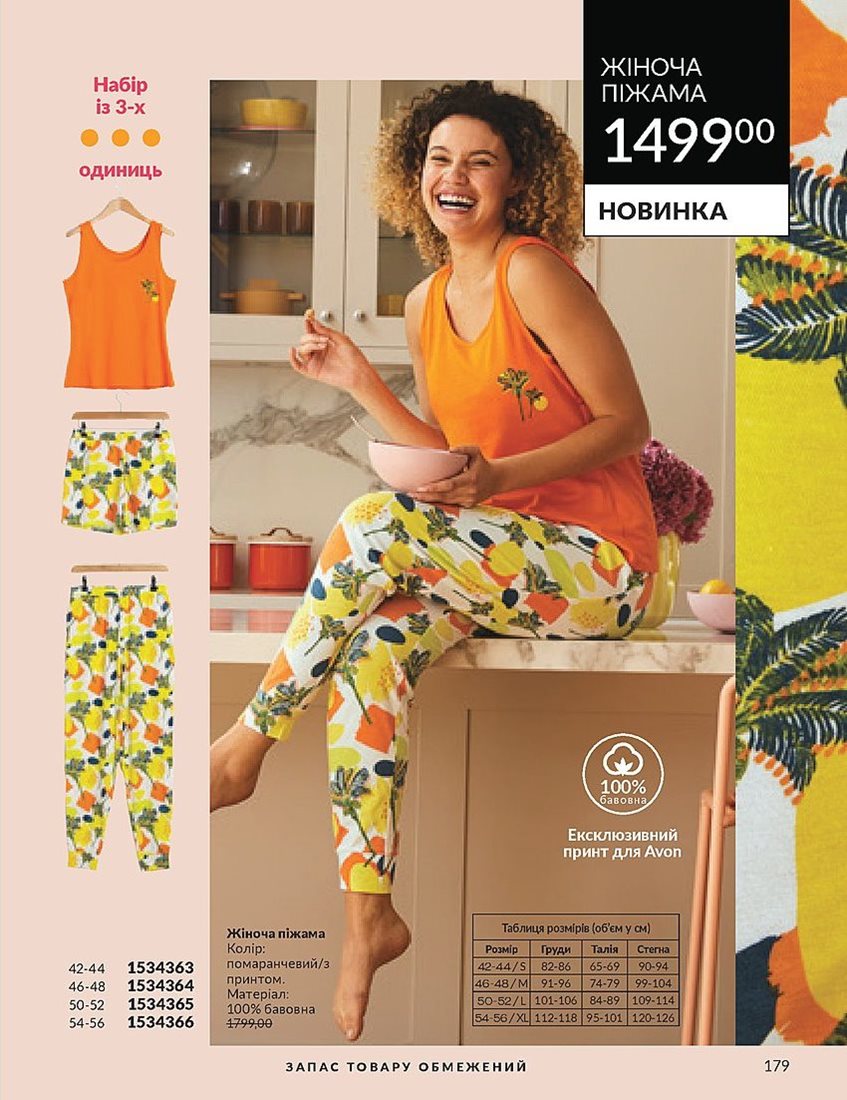 Набір
із 3-х
одиниць
ЖІНОЧА
ПІЖАМА
1499⁰⁰
НОВИНКА
100%
бавовна
Ексклюзивний
принт для Avon
42-44 1534363
46-48 1534364
50-52 1534365
54-56 1534366
Жіноча піжама
Колір:
помаранчевий/з
принтом.
Матеріал:
100% бавовна
1799,00
Таблиця розмірів (об'єм у см)
Розмір Груди Талія Стегна
42-44 / S 82-86 65-69 90-94
46-48 / M 91-96 74-79 99-104
50-52 / L 101-106 84-89 109-114
54-56 / XL 112-118 95-101 120-126
ЗАПАС ТОВАРУ ОБМЕЖЕНИЙ
179